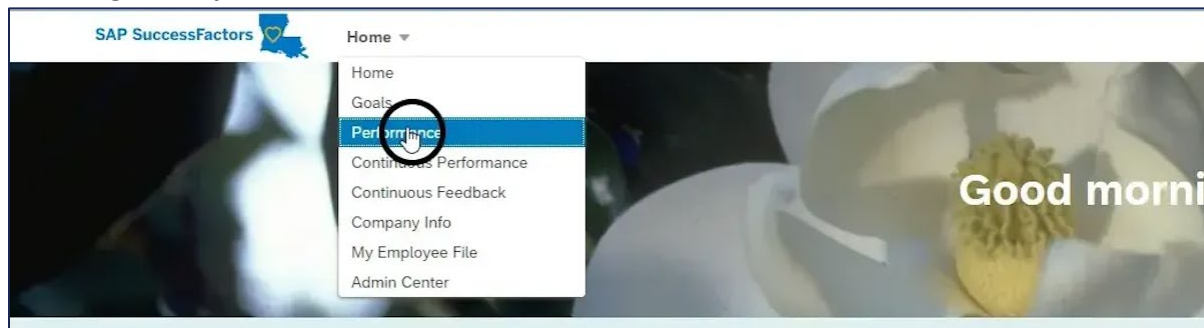 SAP SuccessFactors
Home
Home
Goals
Performance
Continuous Performance
Continuous Feedback
Company Info
My Employee File
Admin Center
Good morni